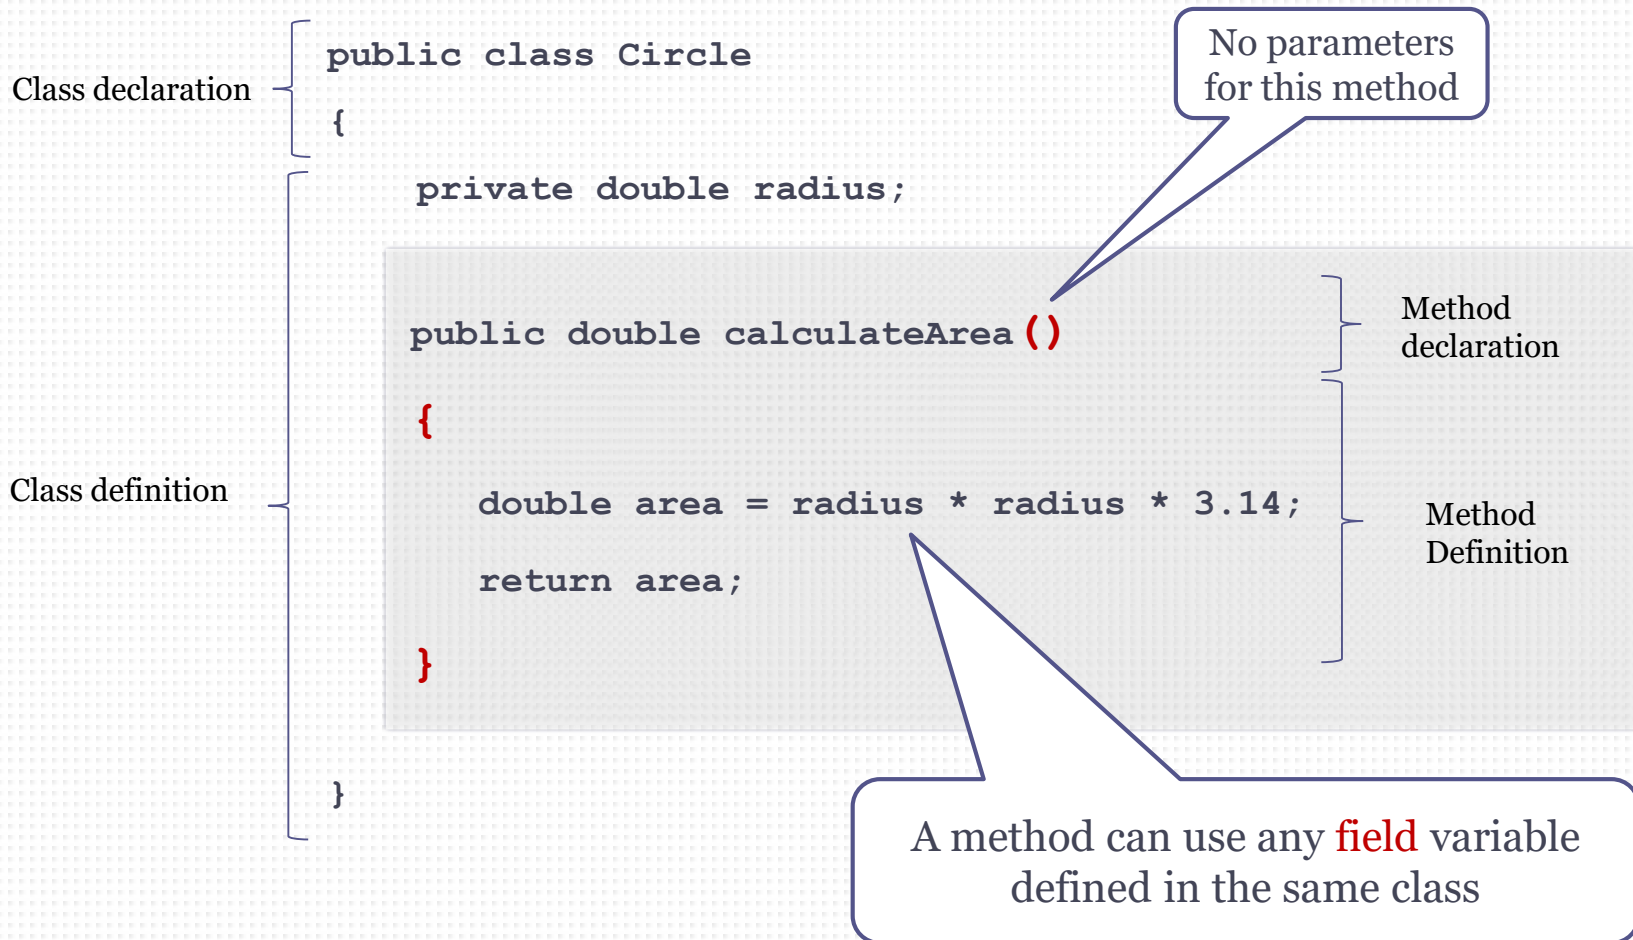 public class Circle
No parameters
for this method
Class declaration
{
private double radius;
public double calculateArea()
Method
declaration
{
Class definition
double area = radius * radius * 3.14;
Method
Definition
return area;
}
}
A method can use any field variable
defined in the same class